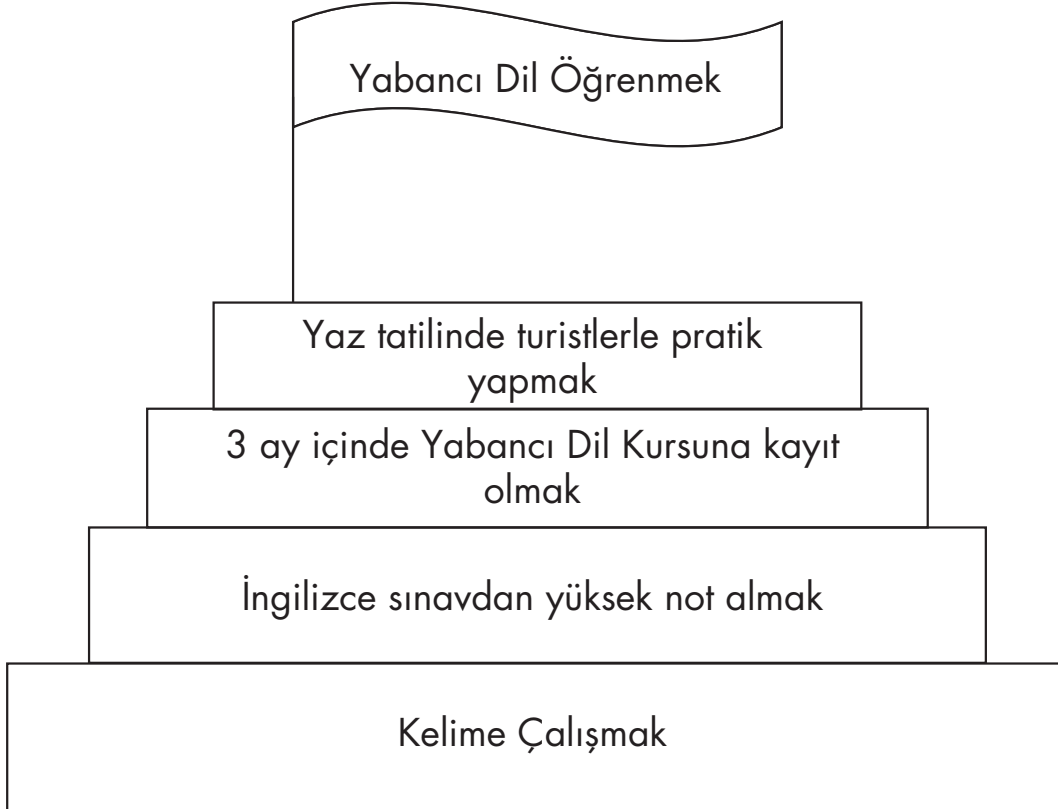 Yabancı Dil Öğrenmek
Yaz tatilinde turistlerle pratik
yapmak
3 ay içinde Yabancı Dil Kursuna kayıt
olmak
İngilizce sınavdan yüksek not almak
Kelime Çalışmak